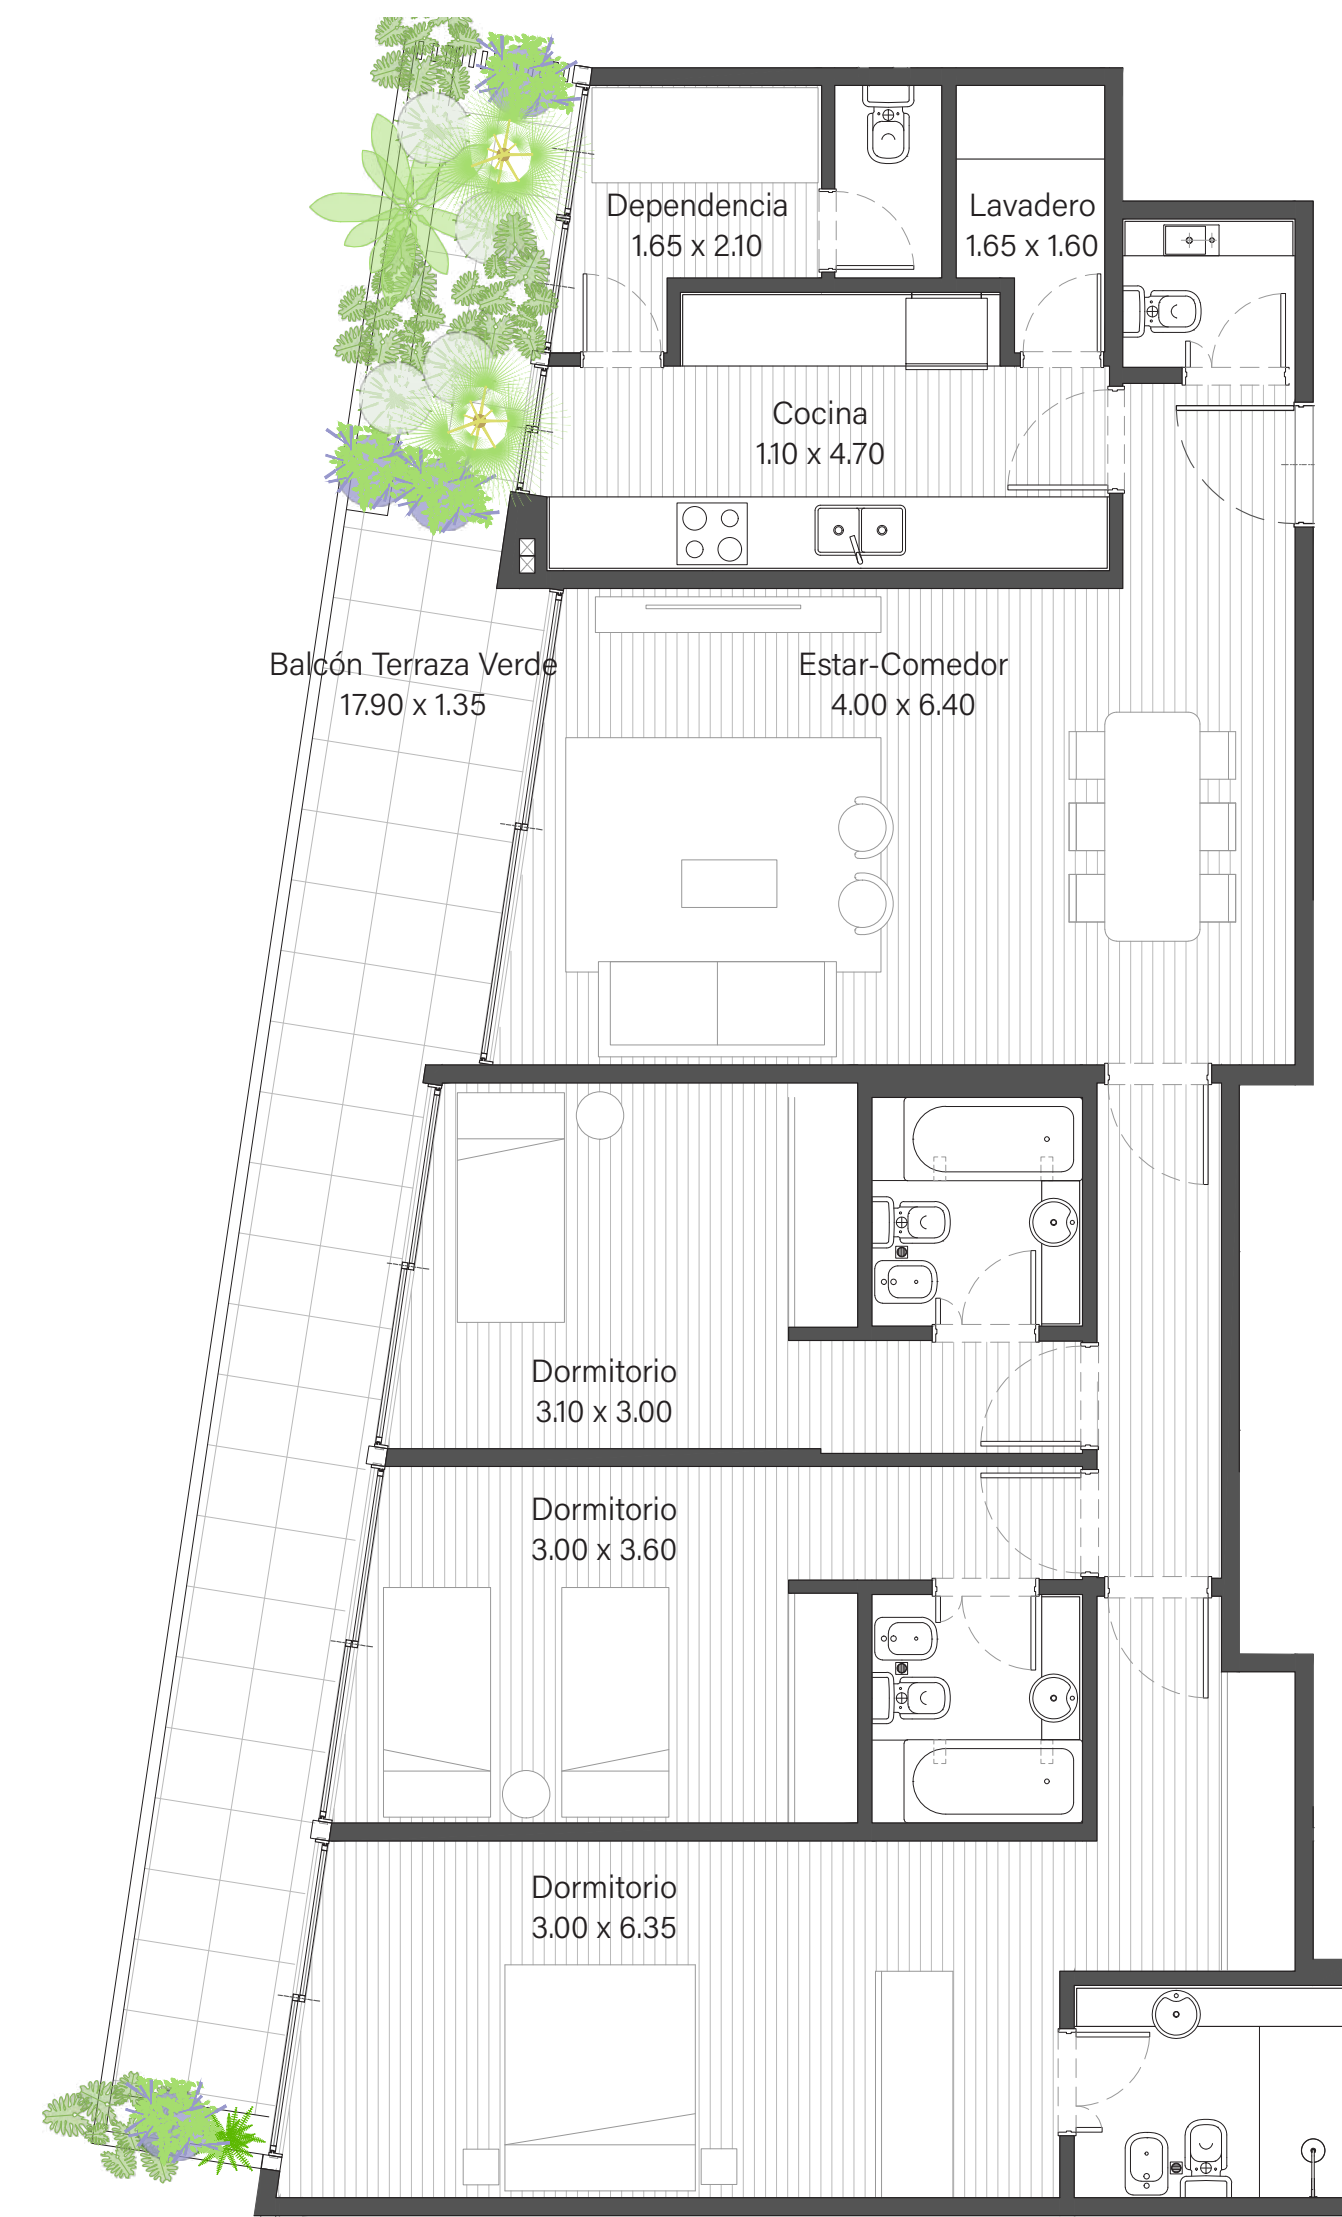 Dependencia
1.65 x 2.10
Lavadero
1.65 x 1.60
Cocina
1.10 x 4.70
Balcón Terraza Verde
17.90 x 1.35
Estar-Comedor
4.00 x 6.40
Dormitorio
3.10 x 3.00
Dormitorio
3.00 x 3.60
Dormitorio
3.00 x 6.35